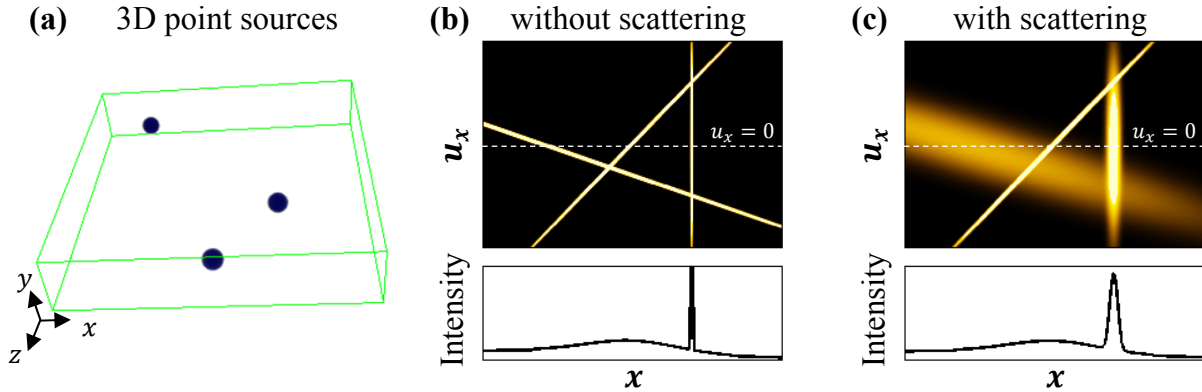 (a) 3D point sources
(b) without scattering
(c) with scattering
y
x
z
u_x
u_x = 0
Intensity
x
u_x
u_x = 0
Intensity
x